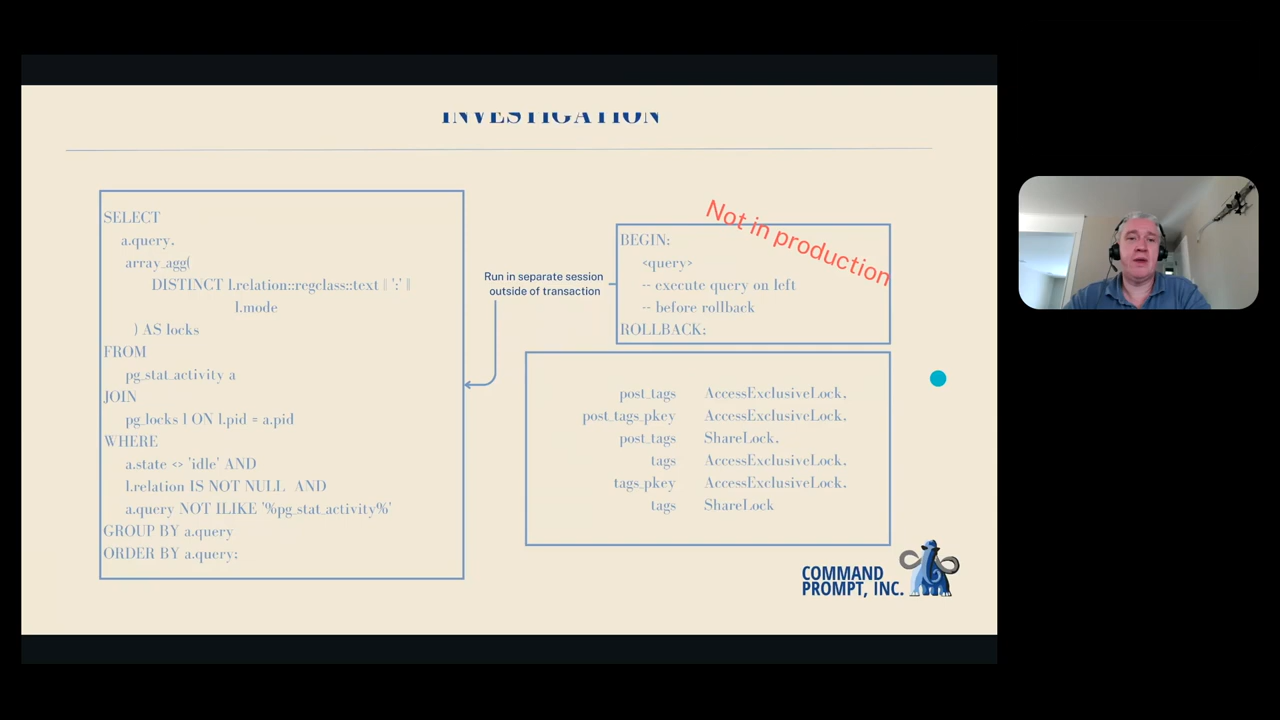 INVESTIGATION
SELECT
a.query,
array_agg(
DISTINCT l.relation::regclass::text || ':' ||
l.mode
) AS locks
FROM
pg_stat_activity a
JOIN
pg_locks l ON l.pid = a.pid
WHERE
a.state <> 'idle' AND
l.relation IS NOT NULL AND
a.query NOT ILIKE '%pg_stat_activity%'
GROUP BY a.query
ORDER BY a.query;
Run in separate session
outside of transaction
Not in production
BEGIN;
<query>
-- execute query on left
-- before rollback
ROLLBACK;
post_tags AccessExclusiveLock,
post_tags_pkey AccessExclusiveLock,
post_tags ShareLock,
tags AccessExclusiveLock,
tags_pkey AccessExclusiveLock,
tags ShareLock
COMMAND
PROMPT, INC.